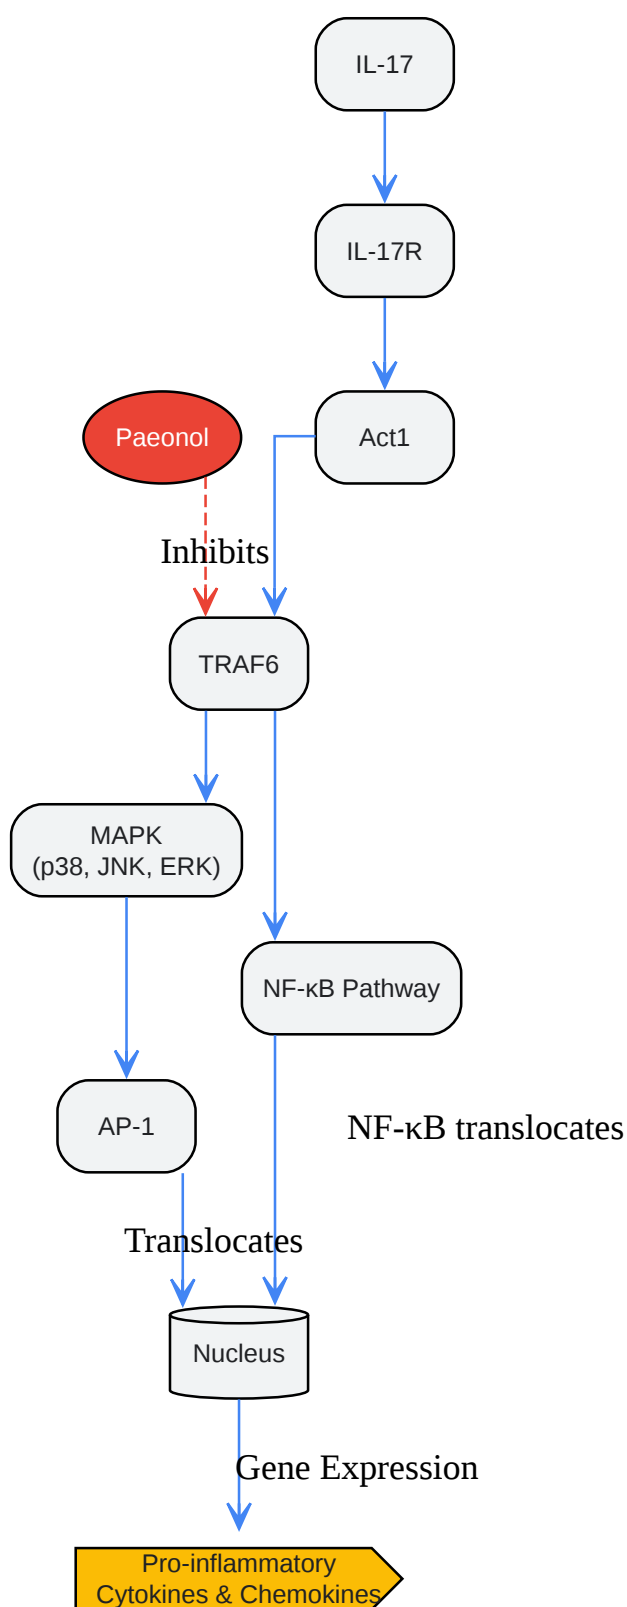 IL-17
IL-17R
Paeonol
Act1
Inhibits
TRAF6
MAPK
(p38, JNK, ERK)
NF-κB Pathway
AP-1
NF-κB translocates
Translocates
Nucleus
Gene Expression
Pro-inflammatory
Cytokines & Chemokines